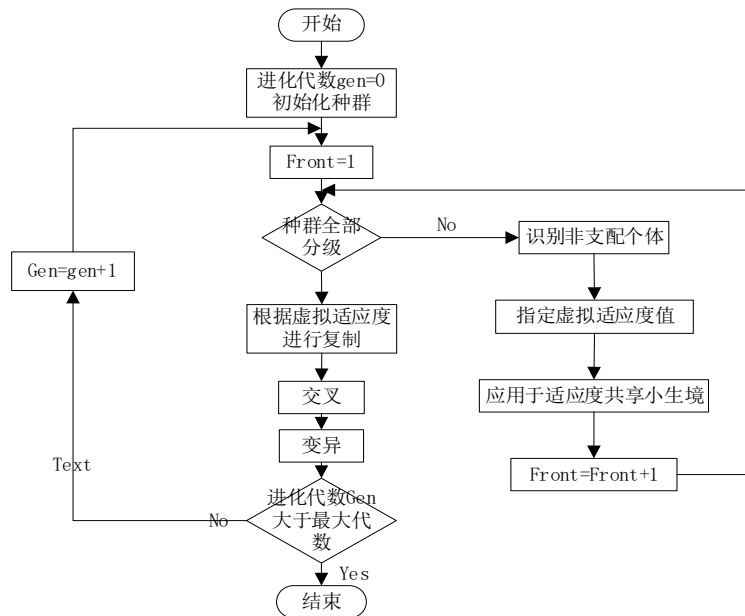 开始
进化代数gen=0
初始化种群
Front=1
种群全部
分级
No
识别非支配个体
Gen=gen+1
根据虚拟适应度
进行复制
指定虚拟适应度值
交叉
应用于适应度共享小生境
变异
Text
Front=Front+1
进化代数Gen
大于最大代
数
No
Yes
结束